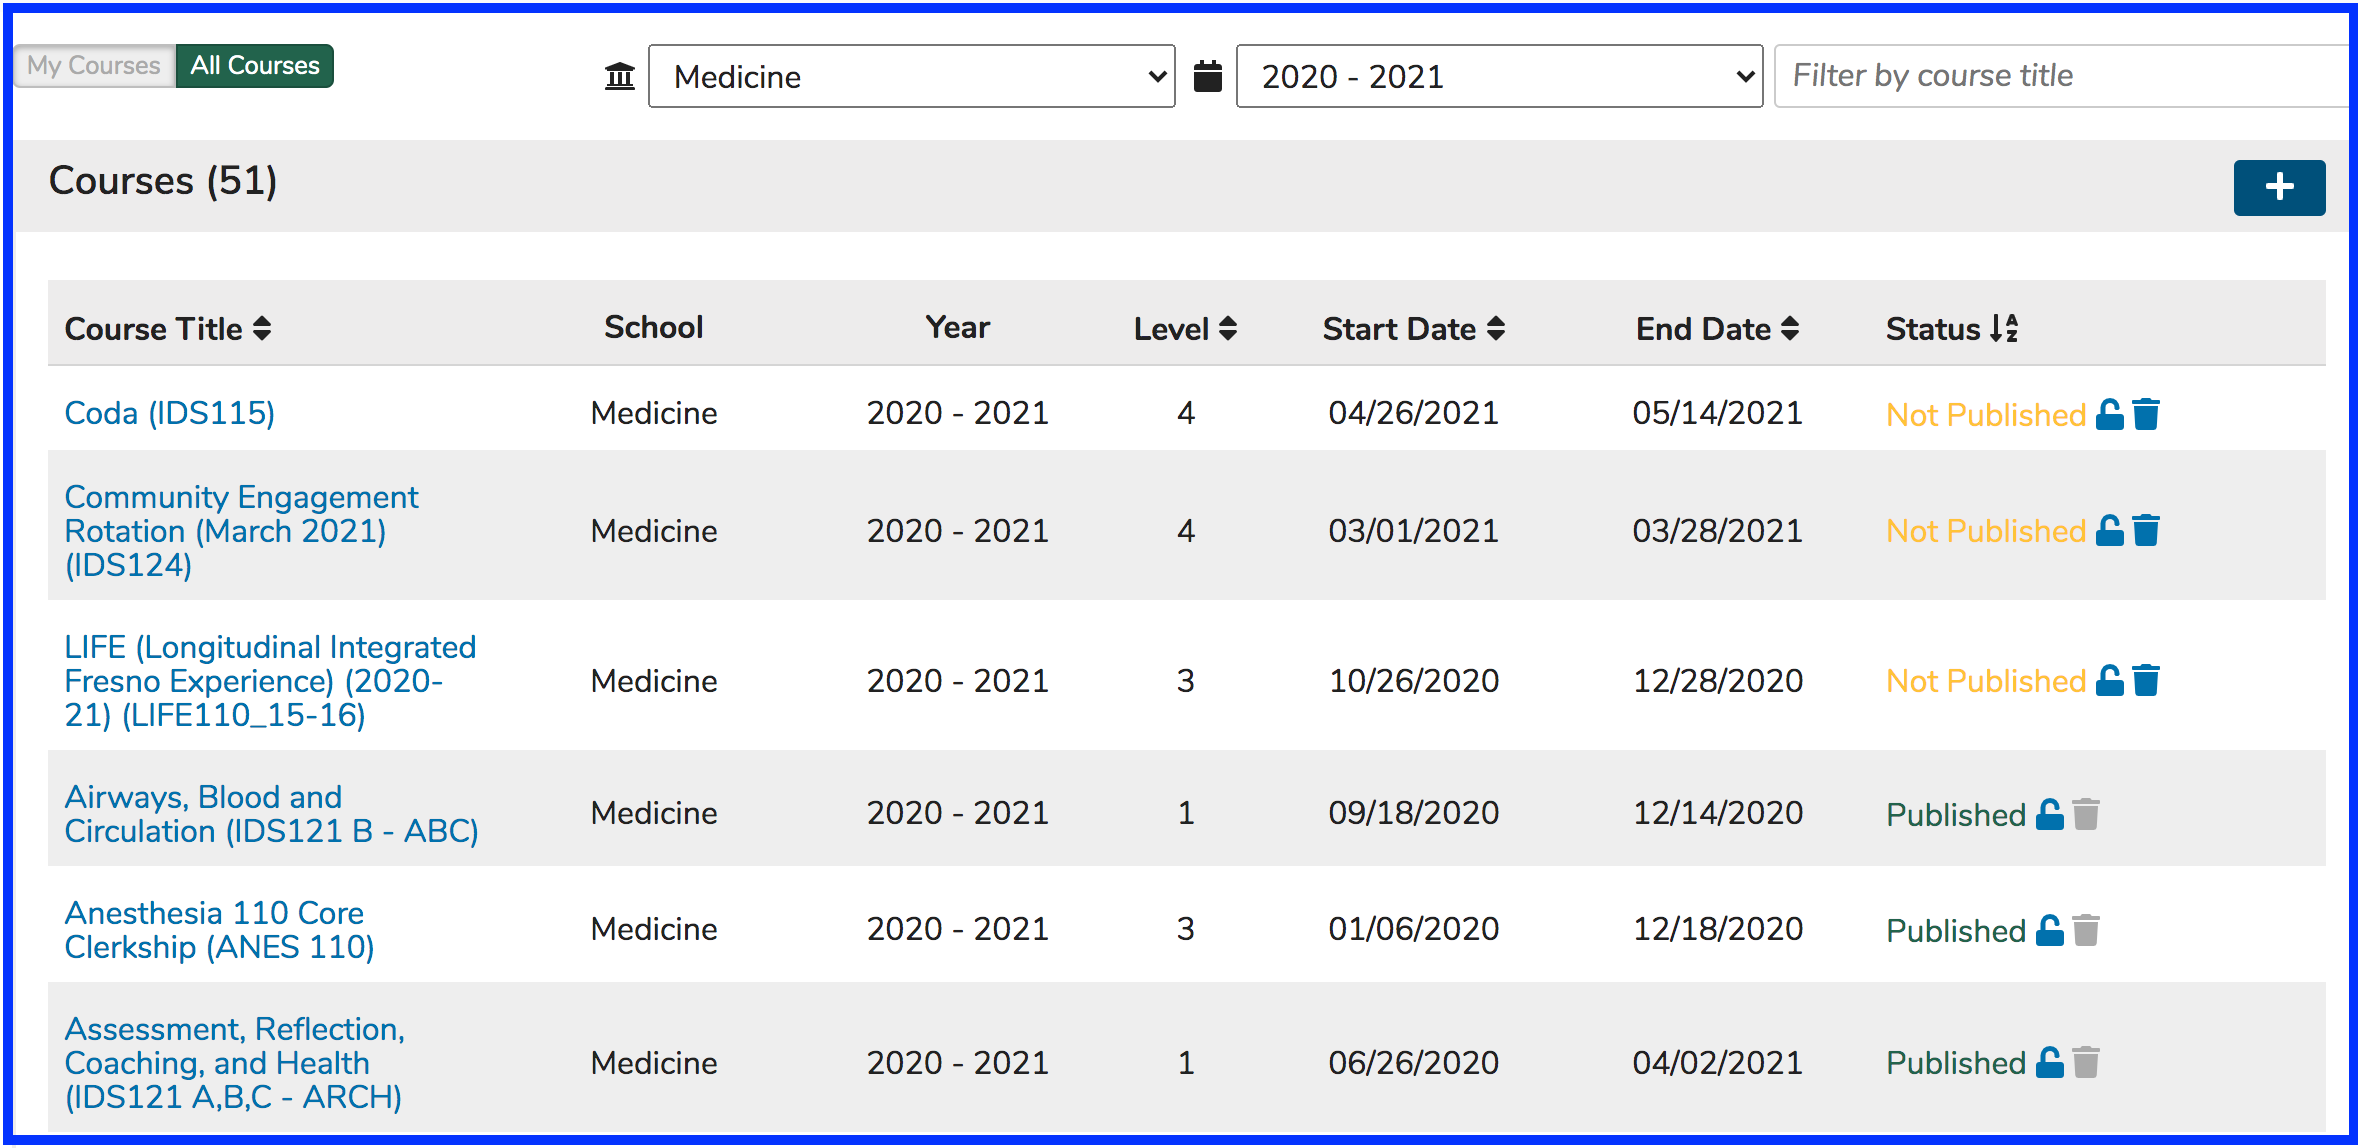 My Courses All Courses Medicine 2020 - 2021 Filter by course title
Courses (51)
Course Title School Year Level Start Date End Date Status
Coda (IDS115) Medicine 2020 - 2021 4 04/26/2021 05/14/2021 Not Published
Community Engagement
Rotation (March 2021) Medicine 2020 - 2021 4 03/01/2021 03/28/2021 Not Published
(IDS124)
LIFE (Longitudinal Integrated
Fresno Experience) (2020- Medicine 2020 - 2021 3 10/26/2020 12/28/2020 Not Published
21) (LIFE110_15-16)
Airways, Blood and
Circulation (IDS121 B - ABC) Medicine 2020 - 2021 1 09/18/2020 12/14/2020 Published
Anesthesia 110 Core
Clerkship (ANES 110) Medicine 2020 - 2021 3 01/06/2020 12/18/2020 Published
Assessment, Reflection,
Coaching, and Health Medicine 2020 - 2021 1 06/26/2020 04/02/2021 Published
(IDS121 A,B,C - ARCH)